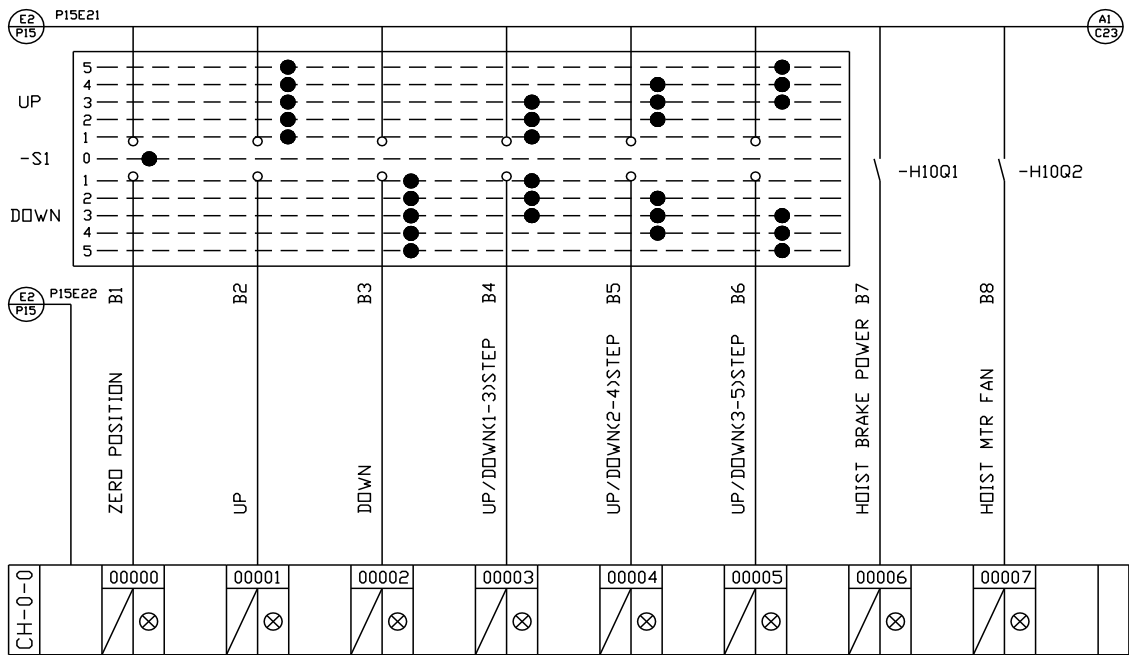 E2
P15
P15E21
A1
C23
5
4
UP
3
2
1
-S1
0
1
2
DOWN
3
4
5
-H10Q1
-H10Q2
E2
P15
P15E22
B1
B2
B3
B4
B5
B6
B7
B8
ZERO POSITION
UP
DOWN
UP/DOWN(1-3)STEP
UP/DOWN(2-4)STEP
UP/DOWN(3-5)STEP
HOIST BRAKE POWER
HOIST MTR FAN
CH-0-0
00000
00001
00002
00003
00004
00005
00006
00007